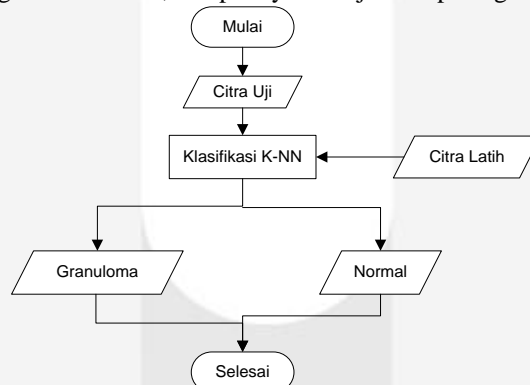 Mulai
Citra Uji
Klasifikasi K-NN
Citra Latih
Granuloma
Normal
Selesai